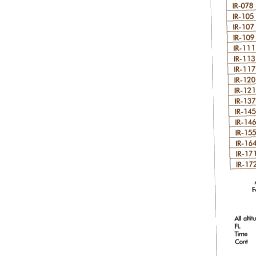 IR-078
IR-105
IR-107
IR-109
IR-111
IR-113
IR-117
IR-120
IR-121
IR-137
IR-145
IR-146
IR-155
IR-164
IR-171
IR-172
All altitu
FL
Time
Cont